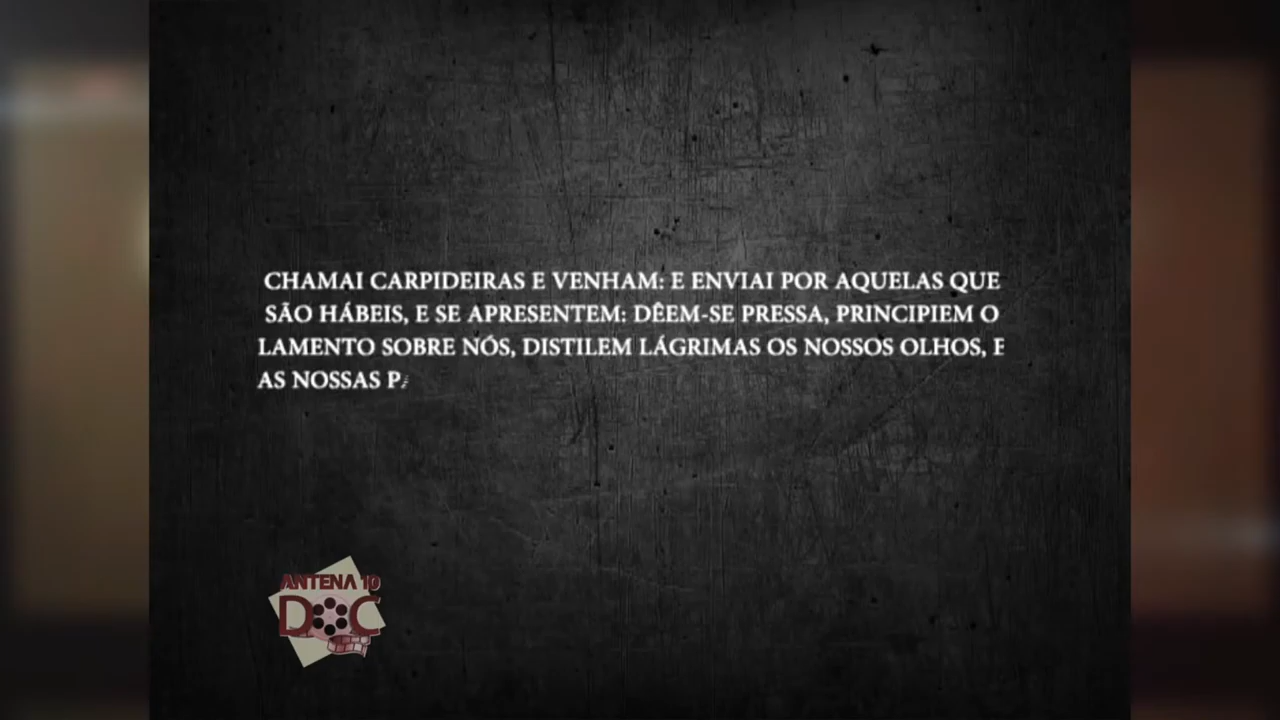 CHAMAI CARPIDEIRAS E VENHAM: E ENVIAI POR AQUELAS QUE
SÃO HÁBEIS, E SE APRESENTEM: DÊEM-SE PRESSA, PRINCIPIEM O
LAMENTO SOBRE NÓS, DISTILEM LÁGRIMAS OS NOSSOS OLHOS, E
AS NOSSAS P
ANTENA 10
DOC